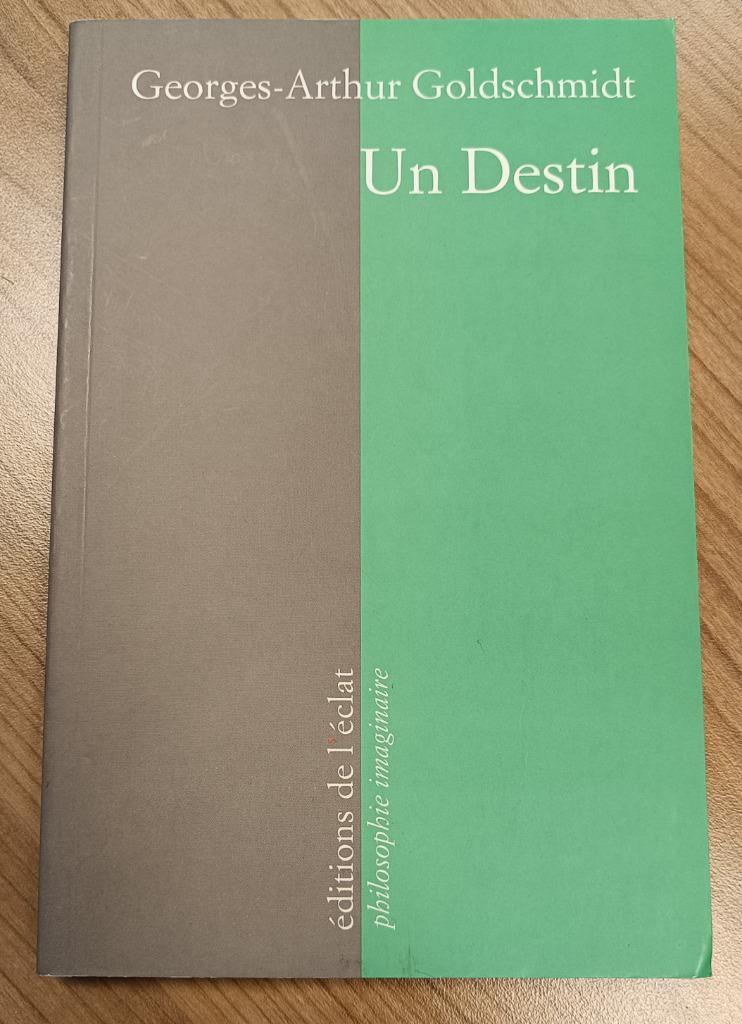 Georges-Arthur Goldschmidt
Un Destin
éditions de l'éclat
philosophie imaginaire